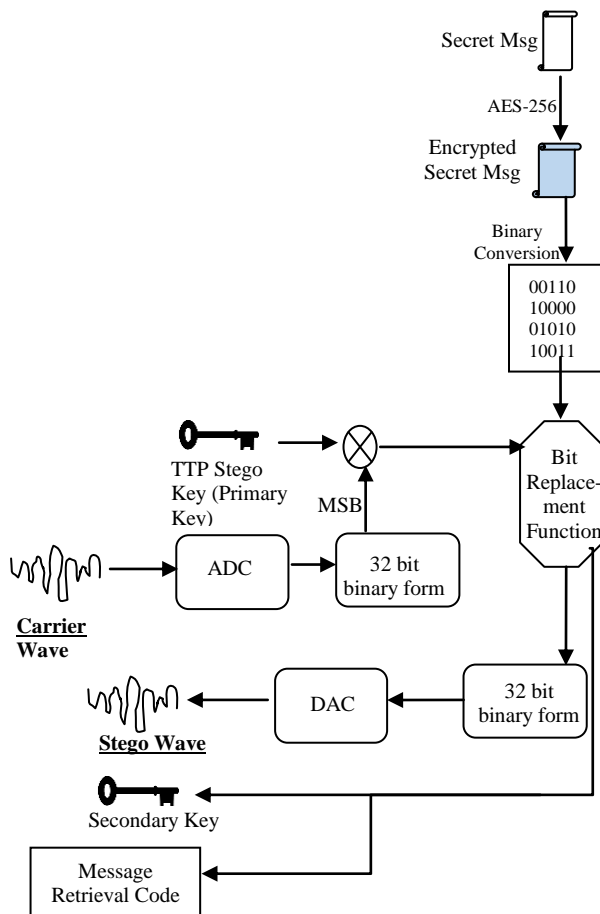 Secret Msg
AES-256
Encrypted
Secret Msg
Binary
Conversion
00110
10000
01010
10011
TTP Stego
Key (Primary
Key)
MSB
Bit
Replace-
ment
Function
ADC
32 bit
binary form
Carrier
Wave
32 bit
binary form
DAC
Stego Wave
Secondary Key
Message
Retrieval Code